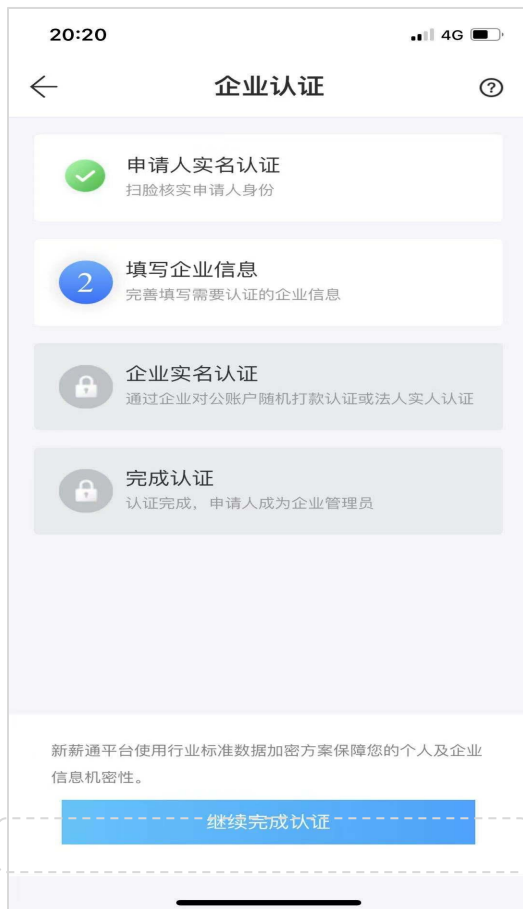 20:20
4G
企业认证
申请人实名认证
扫脸核实申请人身份
2
填写企业信息
完善填写需要认证的企业信息
企业实名认证
通过企业对公账户随机打款认证或法人实人认证
完成认证
认证完成，申请人成为企业管理员
新薪通平台使用行业标准数据加密方案保障您的个人及企业
信息机密性。
继续完成认证